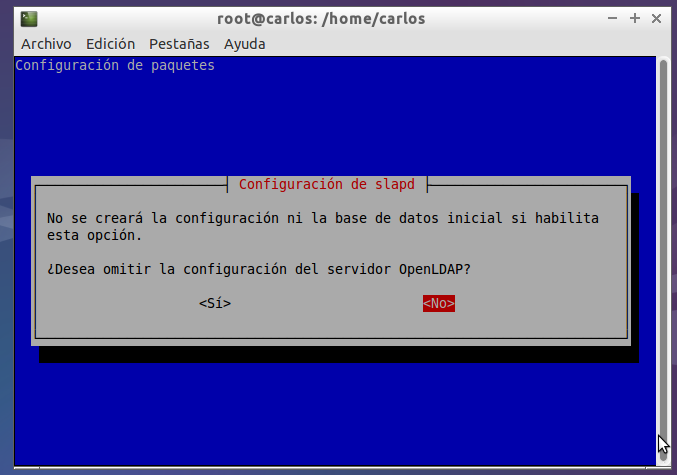 root@carlos: /home/carlos
Archivo Edición Pestañas Ayuda
Configuración de paquetes
Configuración de slapd
No se creará la configuración ni la base de datos inicial si habilita
esta opción.
¿Desea omitir la configuración del servidor OpenLDAP?
<Sí> <No>